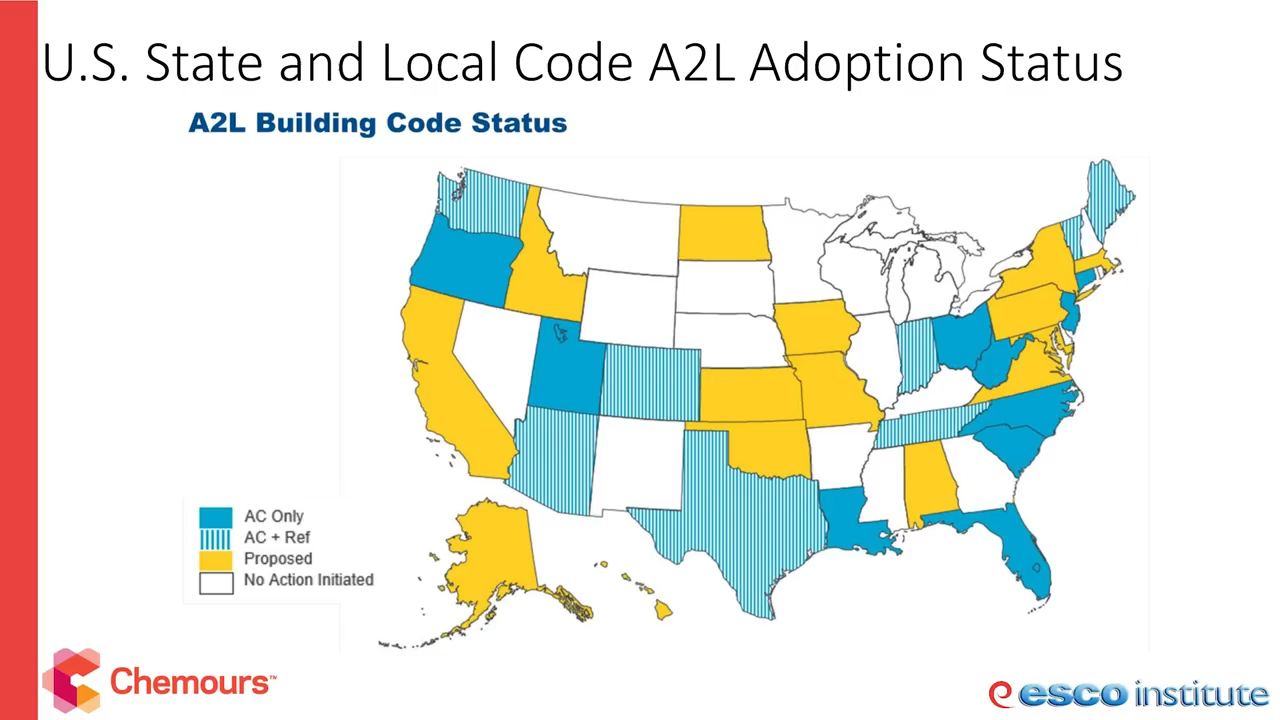 U.S. State and Local Code A2L Adoption Status
A2L Building Code Status
AC Only
AC + Ref
Proposed
No Action Initiated
Chemours™
esco institute